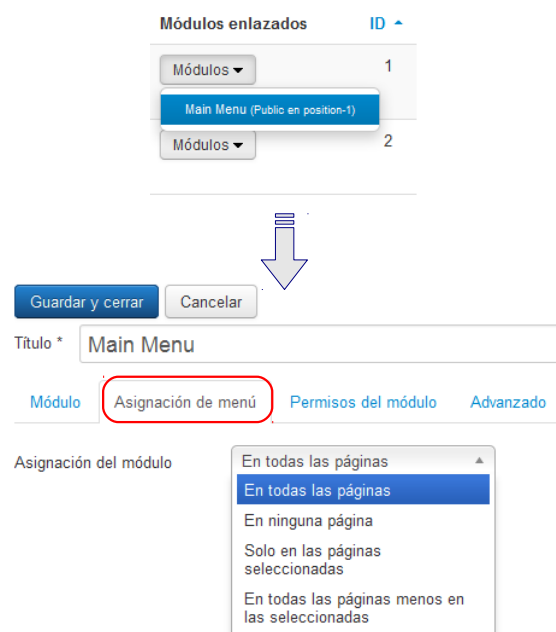 Módulos enlazados ID
Módulos 1
Main Menu (Public en position-1)
Módulos 2
Guardar y cerrar Cancelar
Título * Main Menu
Módulo Asignación de menú Permisos del módulo Advanzado
Asignación del módulo En todas las páginas
En todas las páginas
En ninguna página
Solo en las páginas
seleccionadas
En todas las páginas menos en
las seleccionadas